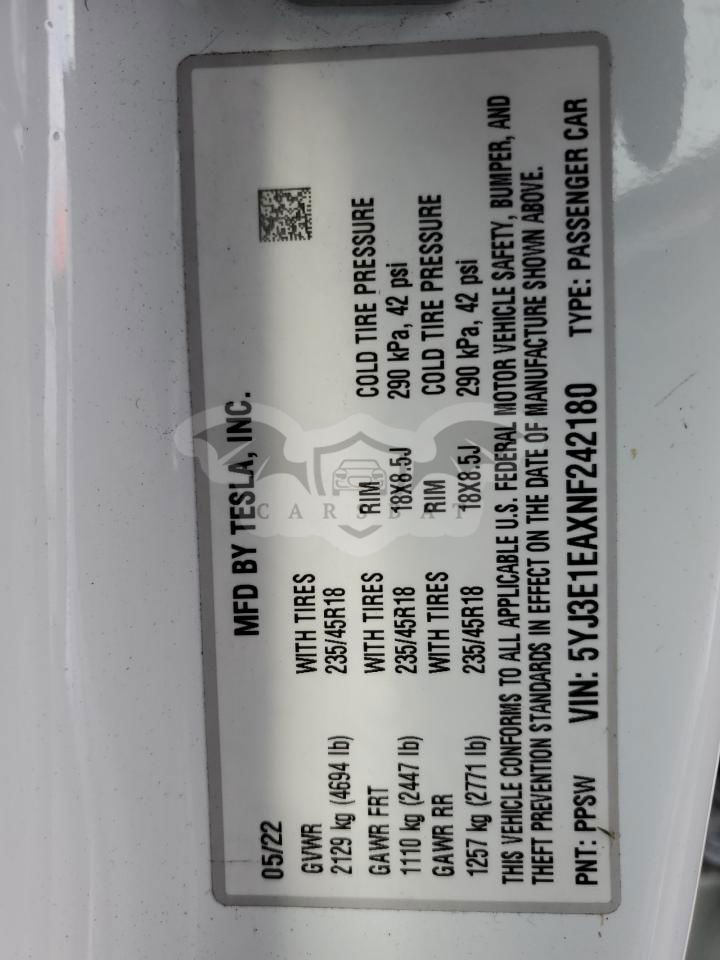 MFD BY TESLA, INC.
05/22
GVWR WITH TIRES
2129 kg (4694 lb) 235/45R18
GAWR FRT WITH TIRES RIM COLD TIRE PRESSURE
1110 kg (2447 lb) 235/45R18 18X8.5J 290 kPa, 42 psi
GAWR RR WITH TIRES RIM COLD TIRE PRESSURE
1257 kg (2771 lb) 235/45R18 18X8.5J 290 kPa, 42 psi
THIS VEHICLE CONFORMS TO ALL APPLICABLE U.S. FEDERAL MOTOR VEHICLE SAFETY, BUMPER, AND
THEFT PREVENTION STANDARDS IN EFFECT ON THE DATE OF MANUFACTURE SHOWN ABOVE.
PNT: PPSW VIN: 5YJ3E1EAXNF242180 TYPE: PASSENGER CAR
CARSBAT